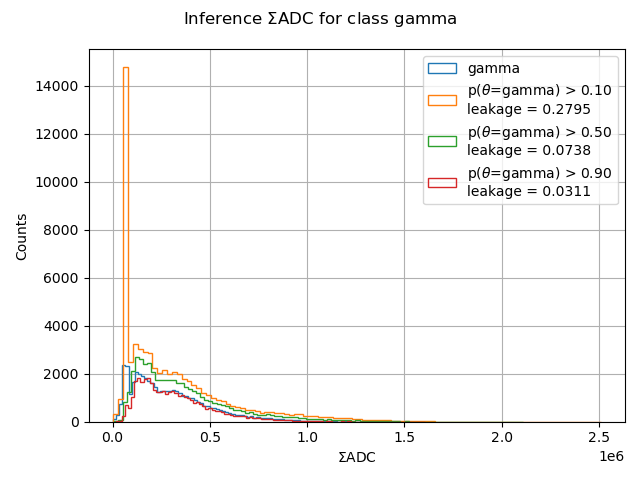 Inference ΣADC for class gamma
gamma
p(θ=gamma) > 0.10
leakage = 0.2795
p(θ=gamma) > 0.50
leakage = 0.0738
p(θ=gamma) > 0.90
leakage = 0.0311
14000
12000
10000
8000
6000
4000
2000
0
Counts
0.0 0.5 1.0 1.5 2.0 2.5
1e6
ΣADC